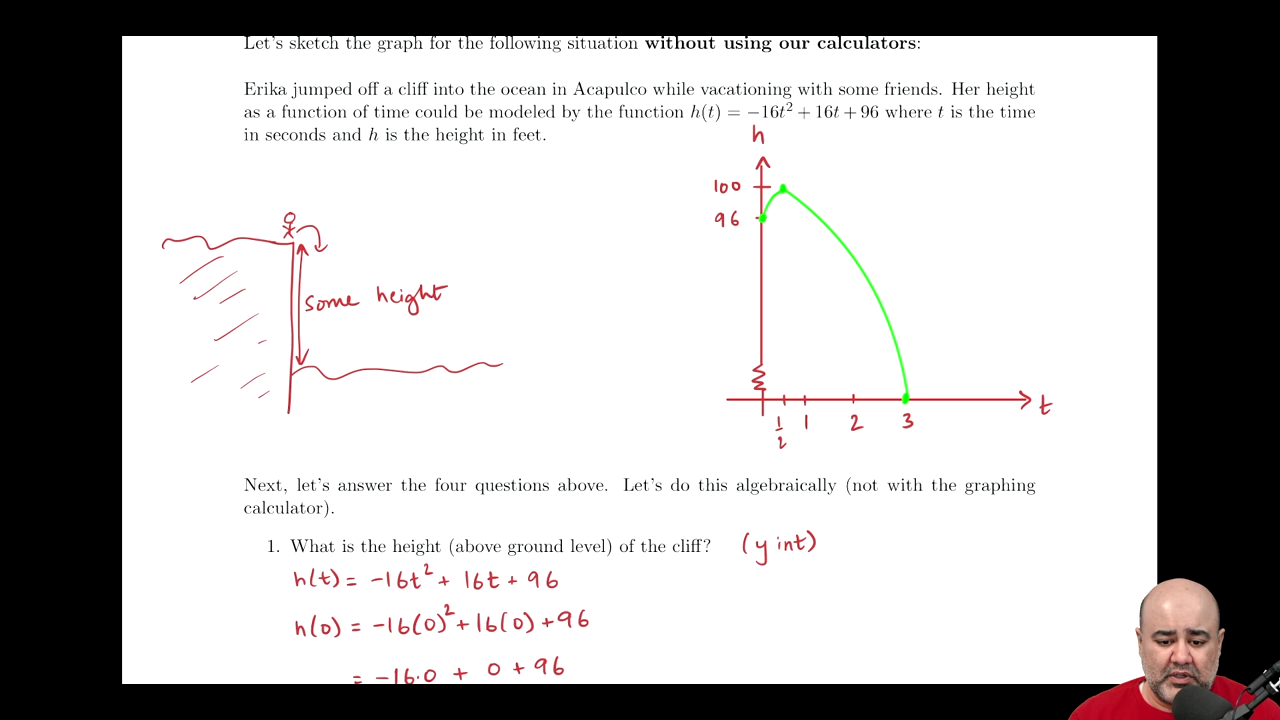 Let's sketch the graph for the following situation without using our calculators:
Erika jumped off a cliff into the ocean in Acapulco while vacationing with some friends. Her height
as a function of time could be modeled by the function h(t) = −16t² + 16t + 96 where t is the time
in seconds and h is the height in feet.
h
100
96
some height
1/2 1 2 3 t
Next, let's answer the four questions above. Let's do this algebraically (not with the graphing
calculator).
1. What is the height (above ground level) of the cliff? (y int)
h(t) = -16t² + 16t + 96
h(0) = -16(0)² + 16(0) + 96
= -16·0 + 0 + 96